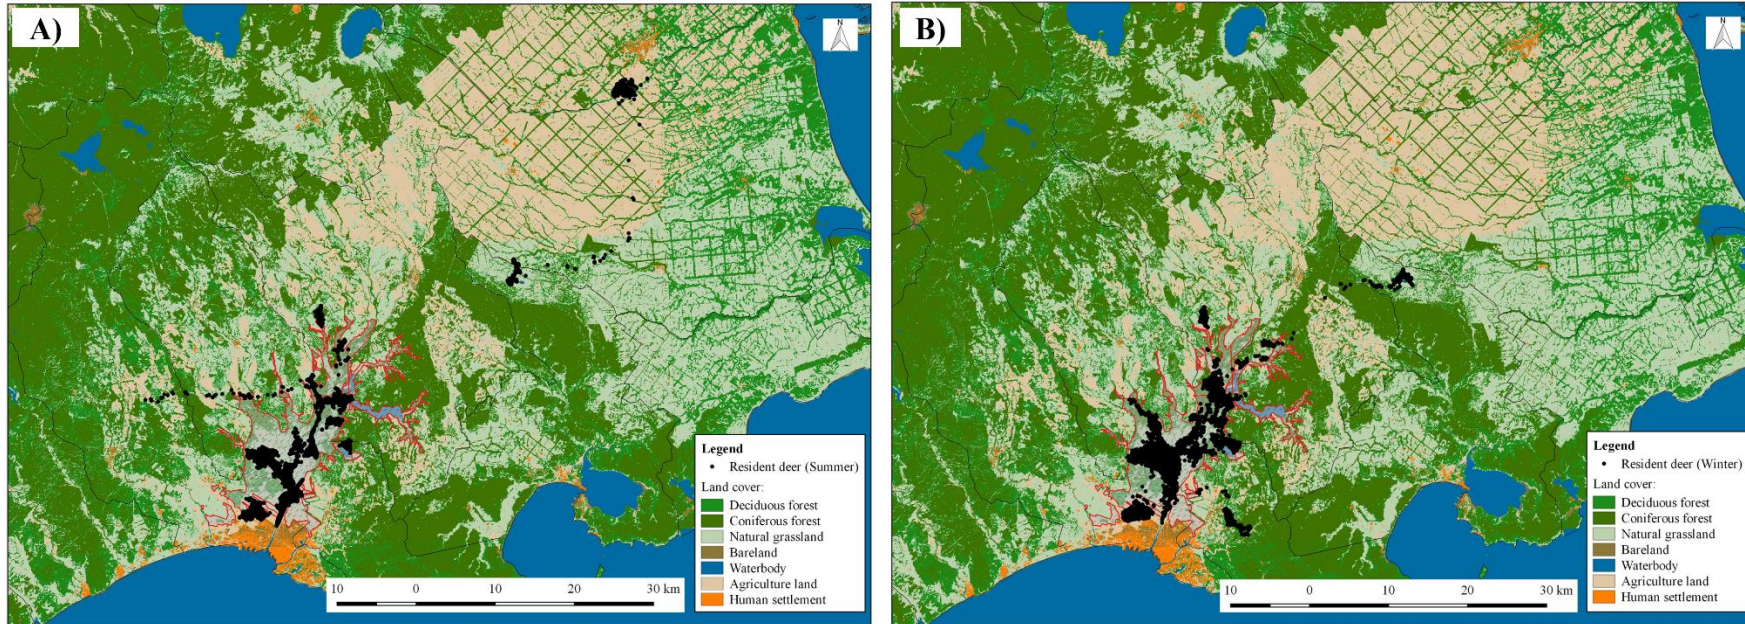 A)
N
Legend
Resident deer (Summer)
Land cover:
Deciduous forest
Coniferous forest
Natural grassland
Bareland
Waterbody
Agriculture land
Human settlement
10 0 10 20 30 km
B)
N
Legend
Resident deer (Winter)
Land cover:
Deciduous forest
Coniferous forest
Natural grassland
Bareland
Waterbody
Agriculture land
Human settlement
10 0 10 20 30 km